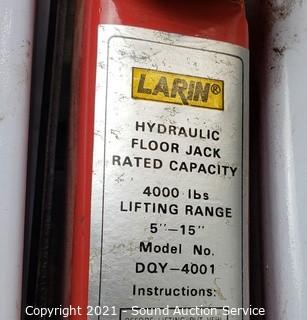 LARIN®
HYDRAULIC
FLOOR JACK
RATED CAPACITY
4000 lbs
LIFTING RANGE
5"—15"
Model No.
DQY—4001
Instructions:
Copyright 2021 - Sound Auction Service